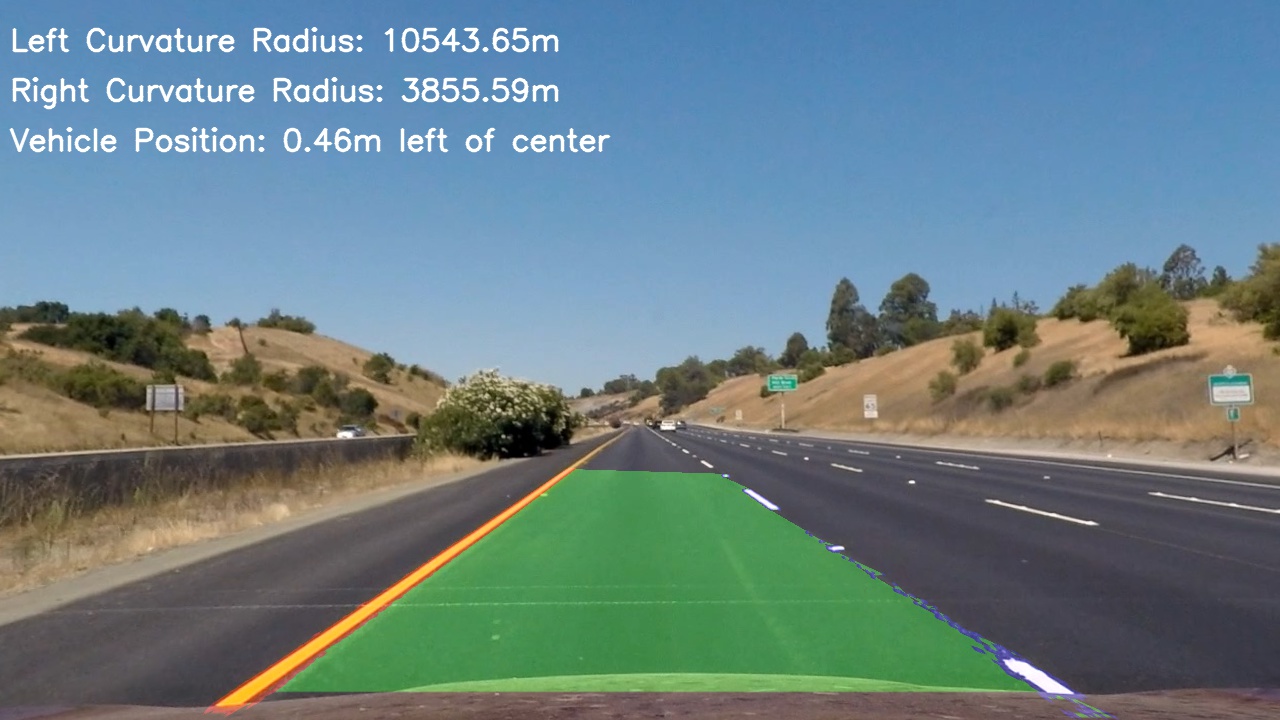 Left Curvature Radius: 10543.65m
Right Curvature Radius: 3855.59m
Vehicle Position: 0.46m left of center